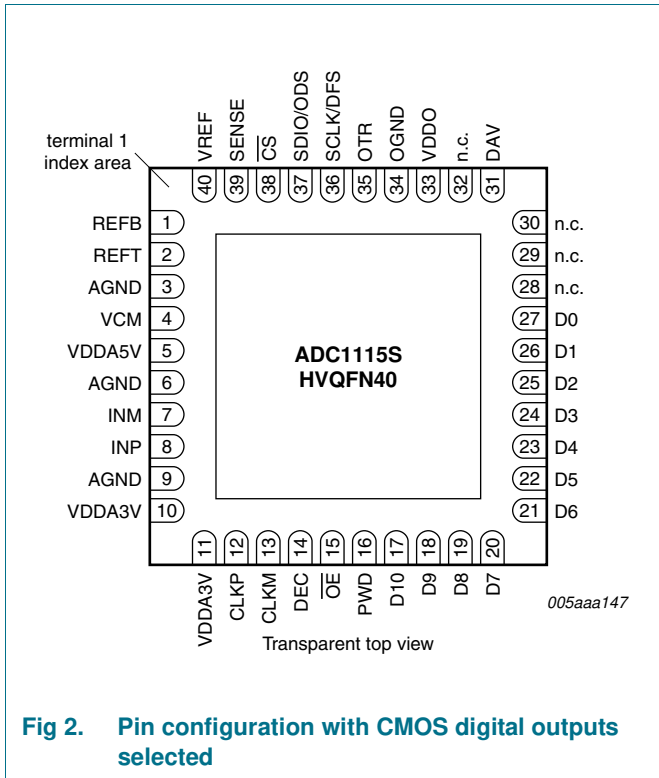 terminal 1
index area
VREF
SENSE
CS
SDIO/ODS
SCLK/DFS
OTR
OGND
VDDO
n.c.
DAV
40
39
38
37
36
35
34
33
32
31
REFB 1
REFT 2
AGND 3
VCM 4
VDDA5V 5
AGND 6
INM 7
INP 8
AGND 9
VDDA3V 10
ADC1115S
HVQFN40
30 n.c.
29 n.c.
28 n.c.
27 D0
26 D1
25 D2
24 D3
23 D4
22 D5
21 D6
11
12
13
14
15
16
17
18
19
20
VDDA3V
CLKP
CLKM
DEC
OE
PWD
D10
D9
D8
D7
005aaa147
Transparent top view
Fig 2. Pin configuration with CMOS digital outputs
selected